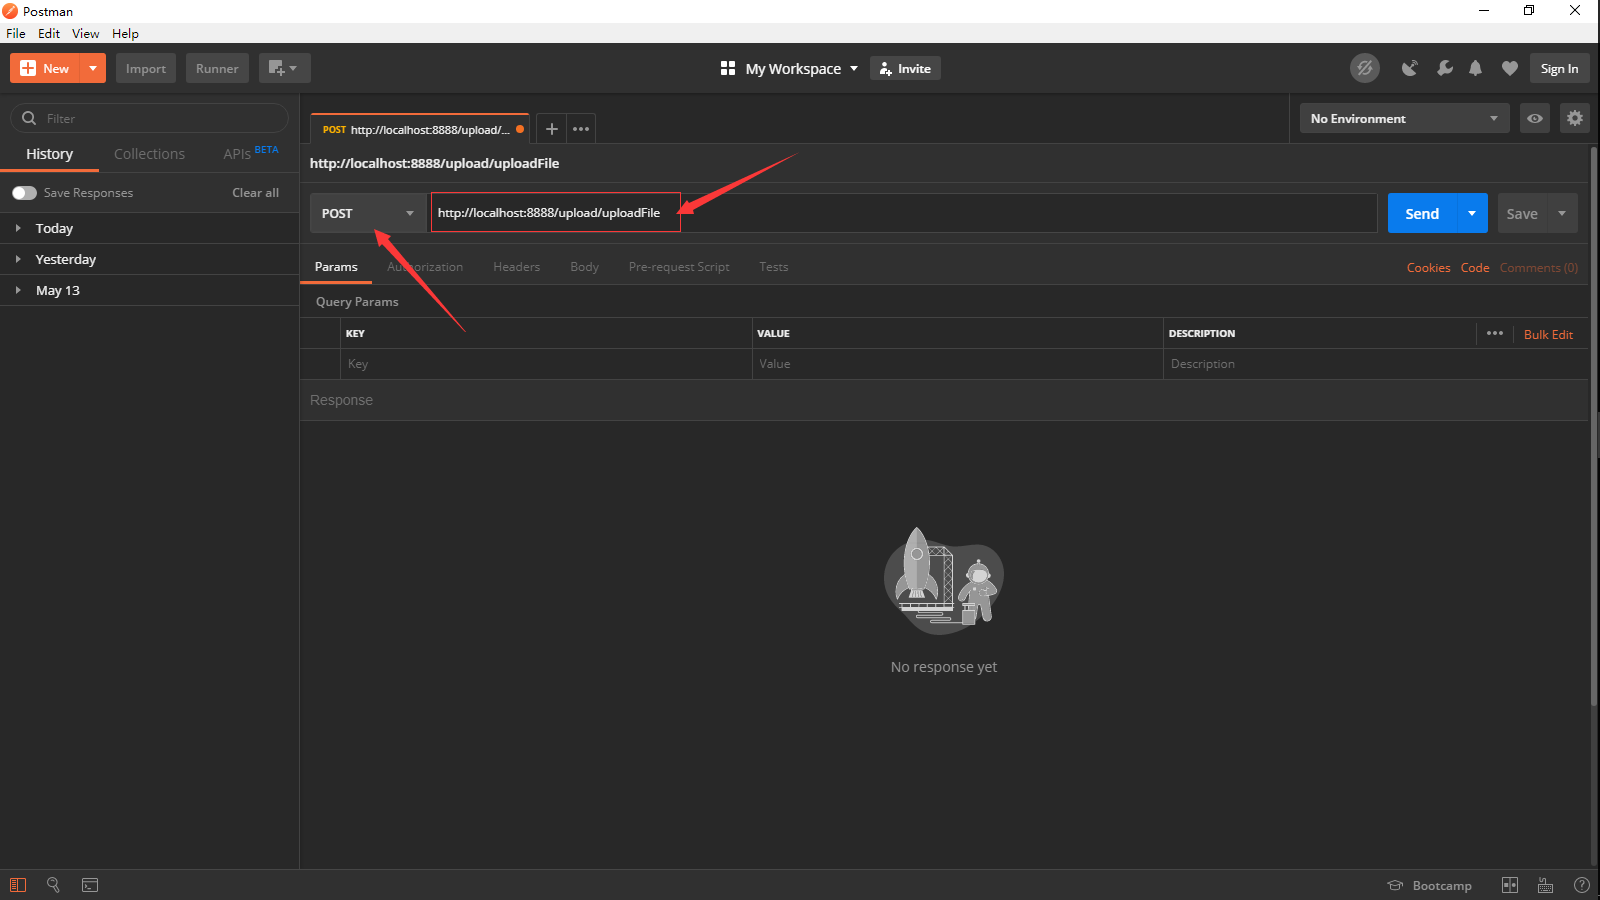 Postman
File Edit View Help
New Import Runner My Workspace Invite Sign In
Filter
History Collections APIs BETA
Save Responses Clear all
Today
Yesterday
May 13
POST http://localhost:8888/upload/... No Environment
http://localhost:8888/upload/uploadFile
POST http://localhost:8888/upload/uploadFile Send Save
Params Authorization Headers Body Pre-request Script Tests Cookies Code Comments (0)
Query Params
KEY VALUE DESCRIPTION Bulk Edit
Key Value Description
Response
No response yet
Bootcamp